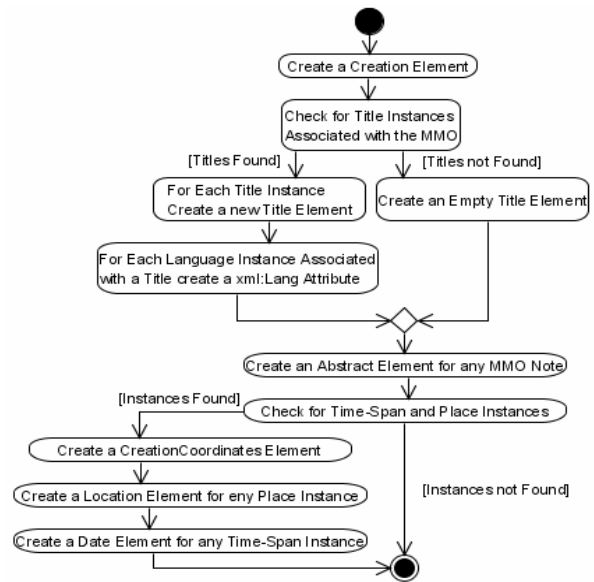 Create a Creation Element
Check for Title Instances
Associated with the MMO
[Titles Found]
[Titles not Found]
For Each Title Instance
Create a new Title Element
Create an Empty Title Element
For Each Language Instance Associated
with a Title create a xml:Lang Attribute
Create an Abstract Element for any MMO Note
[Instances Found]
Check for Time-Span and Place Instances
Create a CreationCoordinates Element
[Instances not Found]
Create a Location Element for eny Place Instance
Create a Date Element for any Time-Span Instance